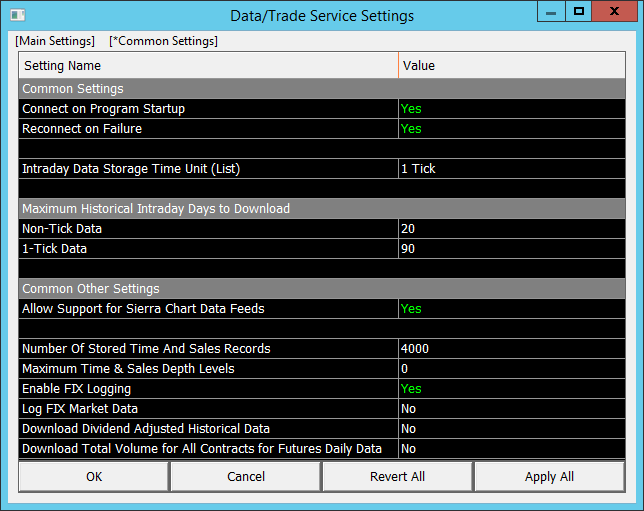 Data/Trade Service Settings
[Main Settings] [*Common Settings]
Setting Name Value
Common Settings
Connect on Program Startup Yes
Reconnect on Failure Yes
Intraday Data Storage Time Unit (List) 1 Tick
Maximum Historical Intraday Days to Download
Non-Tick Data 20
1-Tick Data 90
Common Other Settings
Allow Support for Sierra Chart Data Feeds Yes
Number Of Stored Time And Sales Records 4000
Maximum Time & Sales Depth Levels 0
Enable FIX Logging Yes
Log FIX Market Data No
Download Dividend Adjusted Historical Data No
Download Total Volume for All Contracts for Futures Daily Data No
OK Cancel Revert All Apply All